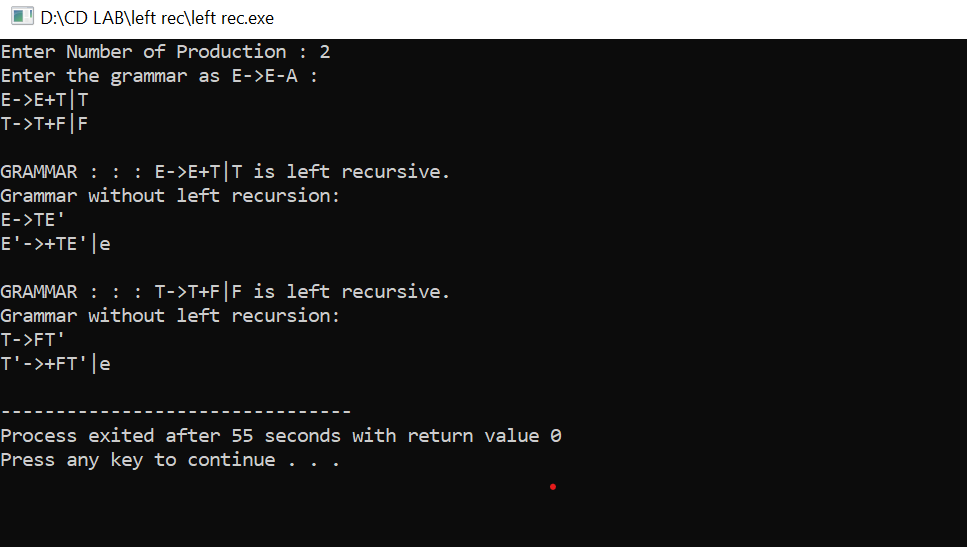 D:\CD LAB\left rec\left rec.exe
Enter Number of Production : 2
Enter the grammar as E->E-A :
E->E+T|T
T->T+F|F
GRAMMAR : : : E->E+T|T is left recursive.
Grammar without left recursion:
E->TE'
E'->+TE'|e
GRAMMAR : : : T->T+F|F is left recursive.
Grammar without left recursion:
T->FT'
T'->+FT'|e
--------------------------------
Process exited after 55 seconds with return value 0
Press any key to continue . . .